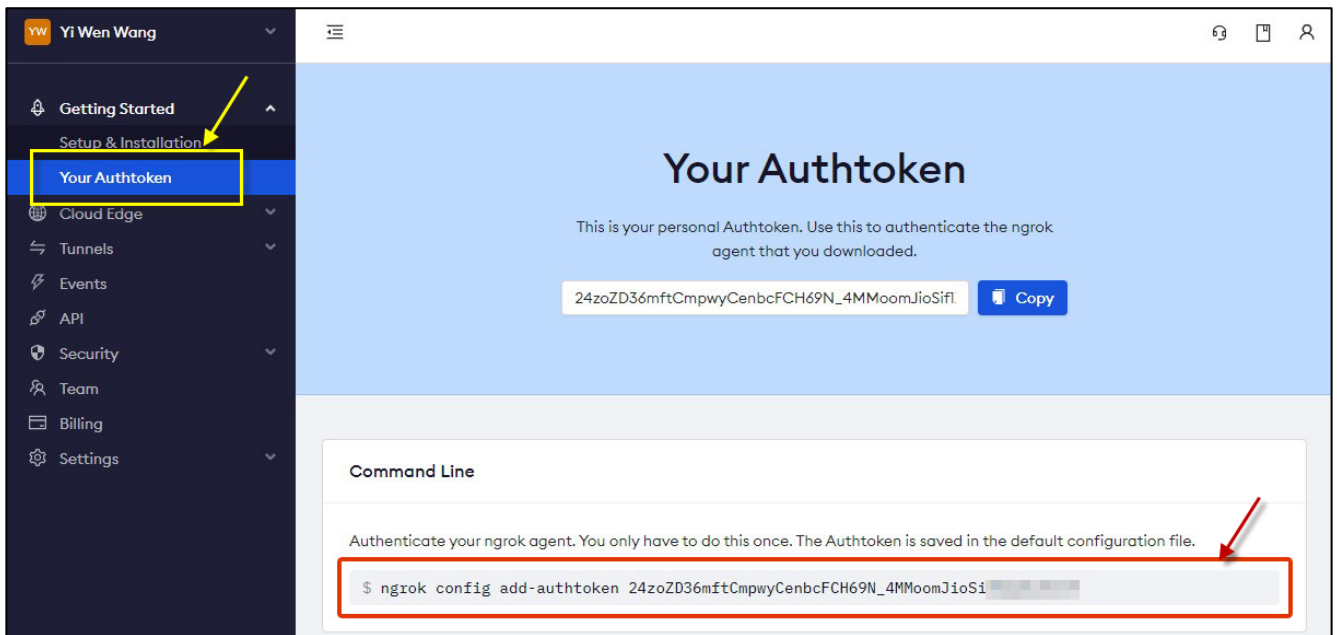 YW Yi Wen Wang
Getting Started
Setup & Installation
Your Authtoken
Cloud Edge
Tunnels
Events
API
Security
Team
Billing
Settings
Your Authtoken
This is your personal Authtoken. Use this to authenticate the ngrok
agent that you downloaded.
24zoZD36mftCmpwyCenbcFCH69N_4MMoomJioSif
Copy
Command Line
Authenticate your ngrok agent. You only have to do this once. The Authtoken is saved in the default configuration file.
$ ngrok config add-authtoken 24zoZD36mftCmpwyCenbcFCH69N_4MMoomJioSi